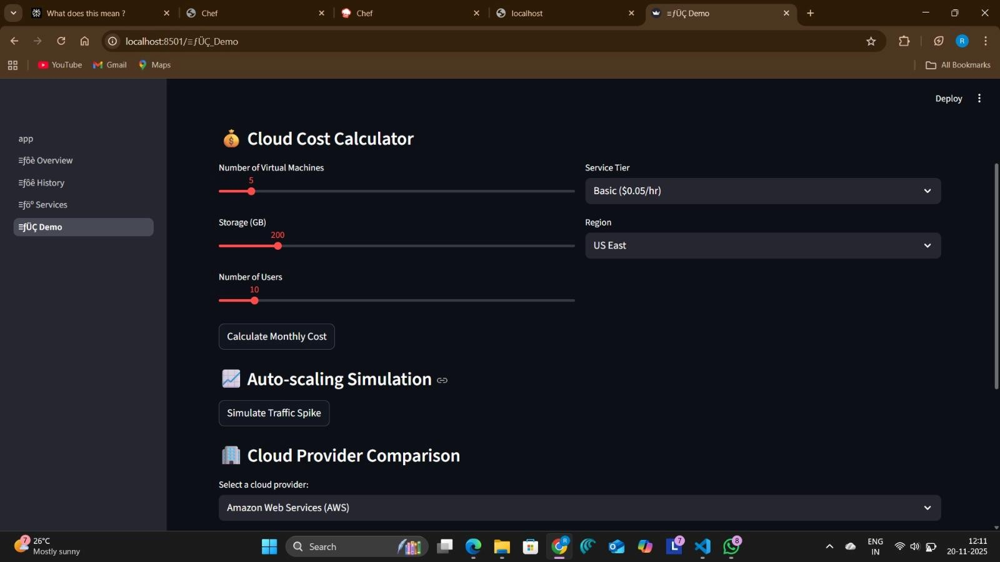 What does this mean ?
Chef
Chef
localhost
≡ƒÜÇ Demo
localhost:8501/≡ƒÜÇ_Demo
R
YouTube
Gmail
Maps
All Bookmarks
Deploy
app
≡ƒôè Overview
≡ƒôê History
≡ƒöº Services
≡ƒÜÇ Demo
Cloud Cost Calculator
Number of Virtual Machines
5
Service Tier
Basic ($0.05/hr)
Storage (GB)
200
Region
US East
Number of Users
10
Calculate Monthly Cost
Auto-scaling Simulation
Simulate Traffic Spike
Cloud Provider Comparison
Select a cloud provider:
Amazon Web Services (AWS)
7
26°C
Mostly sunny
Search
R
L
7
8
ENG
IN
12:11
20-11-2025